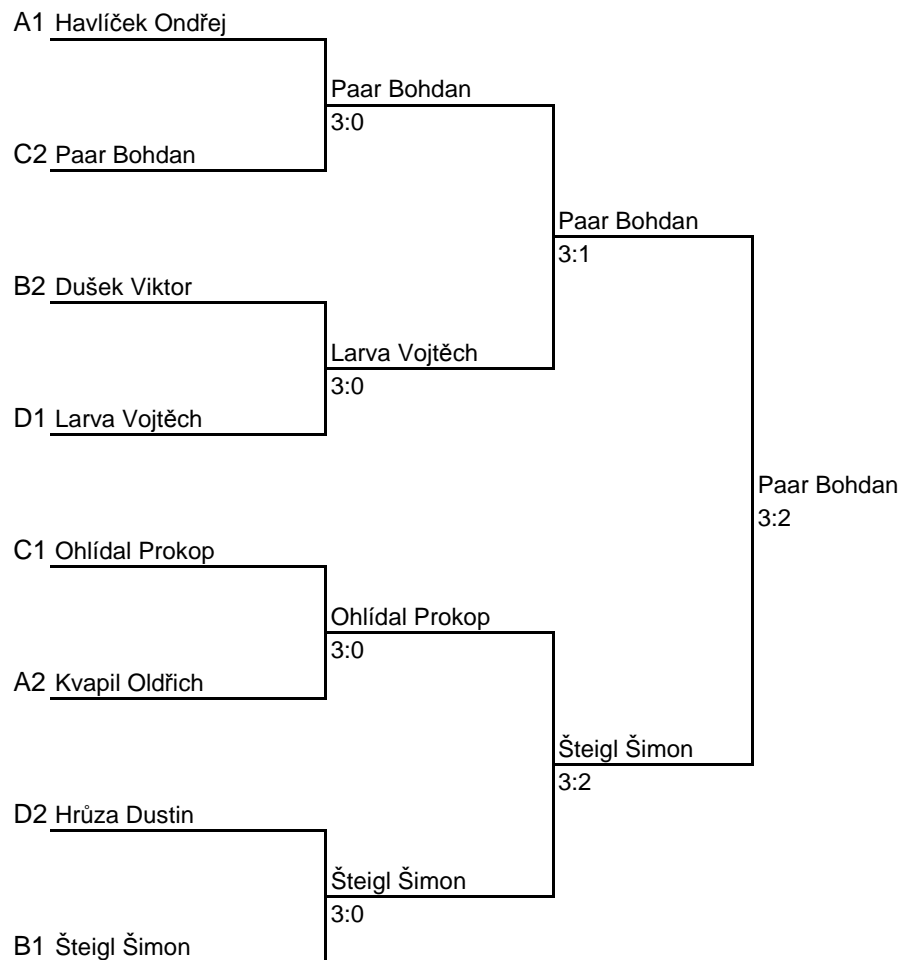 A1 Havlíček Ondřej
Paar Bohdan
3:0
C2 Paar Bohdan
Paar Bohdan
3:1
B2 Dušek Viktor
Larva Vojtěch
3:0
D1 Larva Vojtěch
Paar Bohdan
3:2
C1 Ohlídal Prokop
Ohlídal Prokop
3:0
A2 Kvapil Oldřich
Šteigl Šimon
3:2
D2 Hrůza Dustin
Šteigl Šimon
3:0
B1 Šteigl Šimon